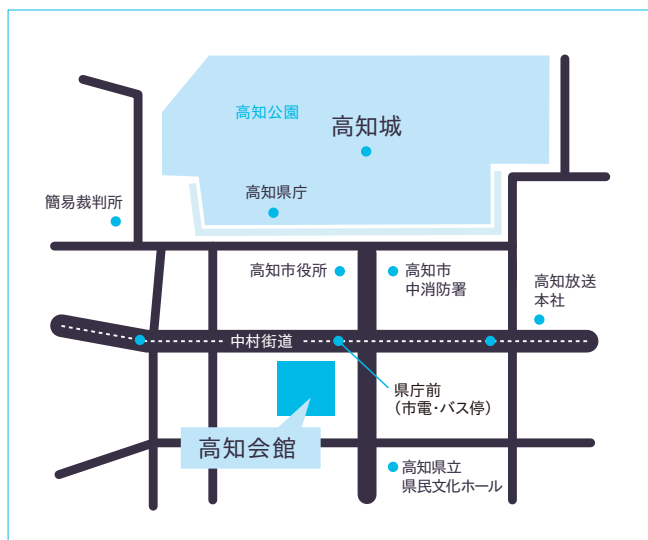 高知公園
高知城
高知県庁
簡易裁判所
高知市役所
高知市
中消防署
高知放送
本社
中村街道
県庁前
（市電・バス停）
高知会館
高知県立
県民文化ホール